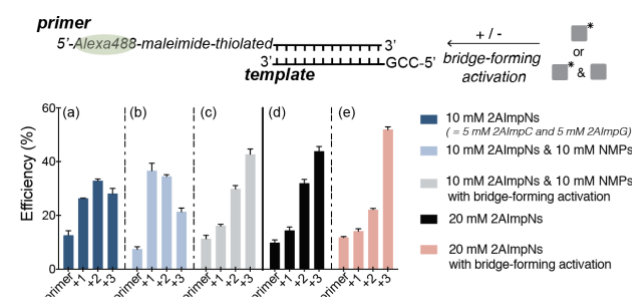 primer
5'-Alexa488-maleimide-thiolated 3'
3' GCC-5'
template
+ / -
bridge-forming
activation
*
or
* &
Efficiency (%)
60
40
20
0
(a) (b) (c) (d) (e)
primer +1 +2 +3 primer +1 +2 +3 primer +1 +2 +3 primer +1 +2 +3 primer +1 +2 +3
10 mM 2AImpNs
( = 5 mM 2AImpC and 5 mM 2AImpG)
10 mM 2AImpNs & 10 mM NMPs
10 mM 2AImpNs & 10 mM NMPs
with bridge-forming activation
20 mM 2AImpNs
20 mM 2AImpNs
with bridge-forming activation